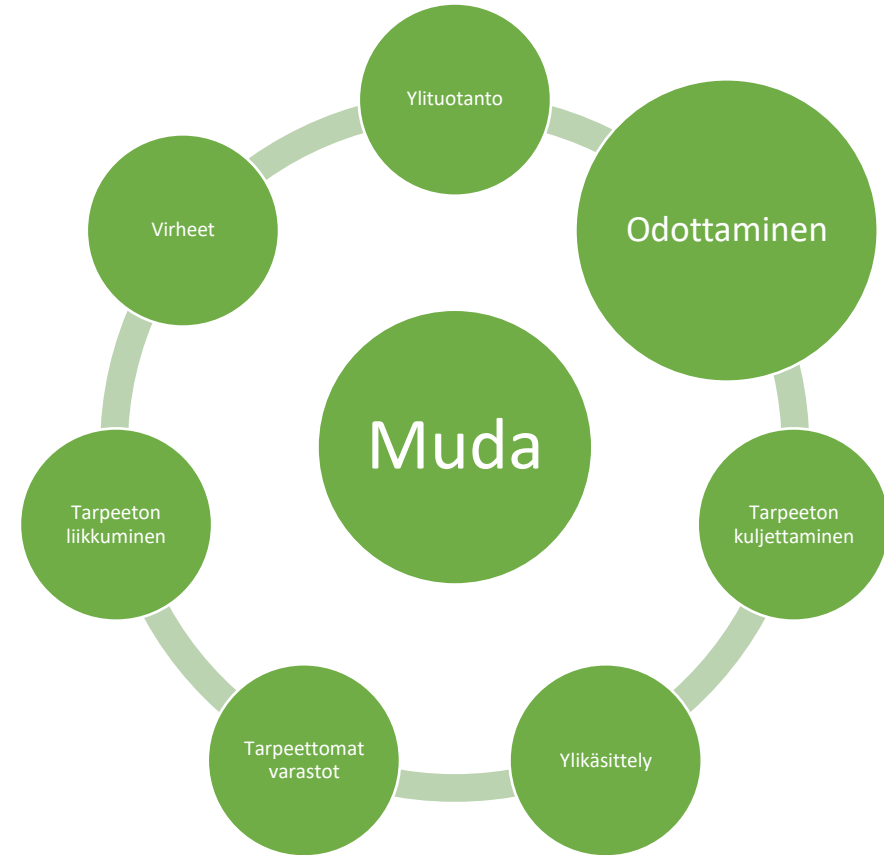 Ylituotanto
Odottaminen
Tarpeeton
kuljettaminen
Ylikäsittely
Tarpeettomat
varastot
Tarpeeton
liikkuminen
Virheet
Muda